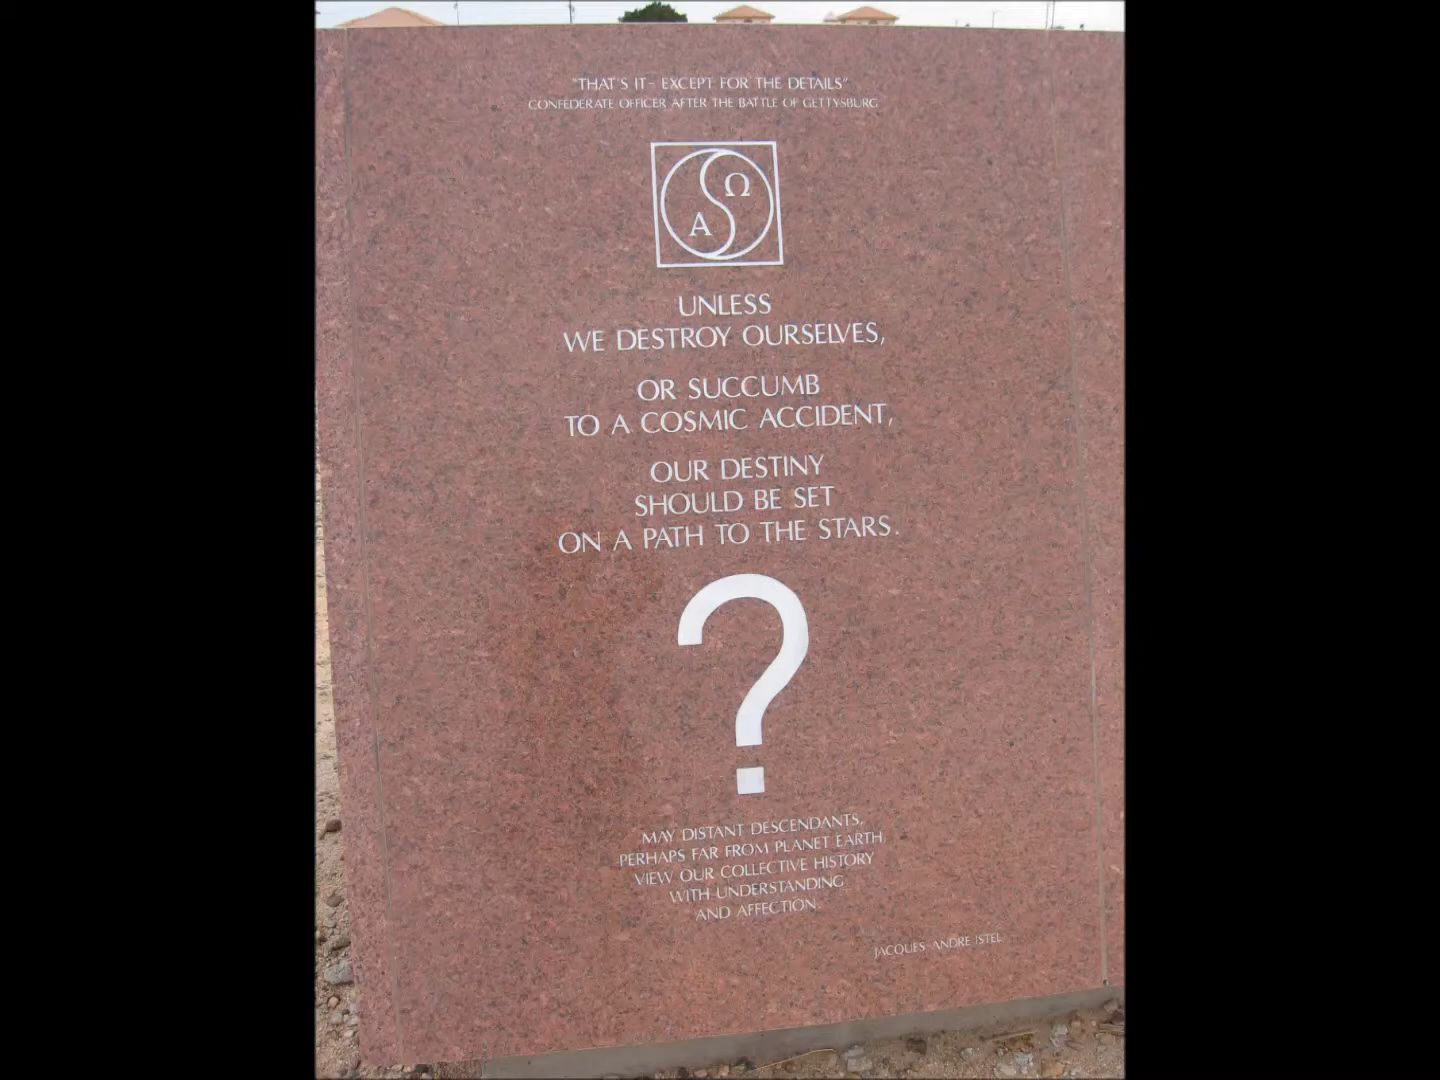 "THAT'S IT - EXCEPT FOR THE DETAILS"
CONFEDERATE OFFICER AFTER THE BATTLE OF GETTYSBURG
Ω
A
UNLESS
WE DESTROY OURSELVES,
OR SUCCUMB
TO A COSMIC ACCIDENT,
OUR DESTINY
SHOULD BE SET
ON A PATH TO THE STARS.
?
MAY DISTANT DESCENDANTS,
PERHAPS FAR FROM PLANET EARTH,
VIEW OUR COLLECTIVE HISTORY
WITH UNDERSTANDING
AND AFFECTION.
JACQUES-ANDRE ISTEL